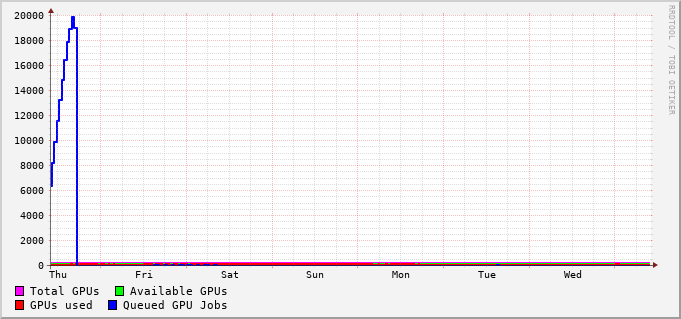 20000
18000
16000
14000
12000
10000
8000
6000
4000
2000
0
Thu Fri Sat Sun Mon Tue Wed
Total GPUs Available GPUs
GPUs used Queued GPU Jobs
RRDTOOL / TOBI OETIKER